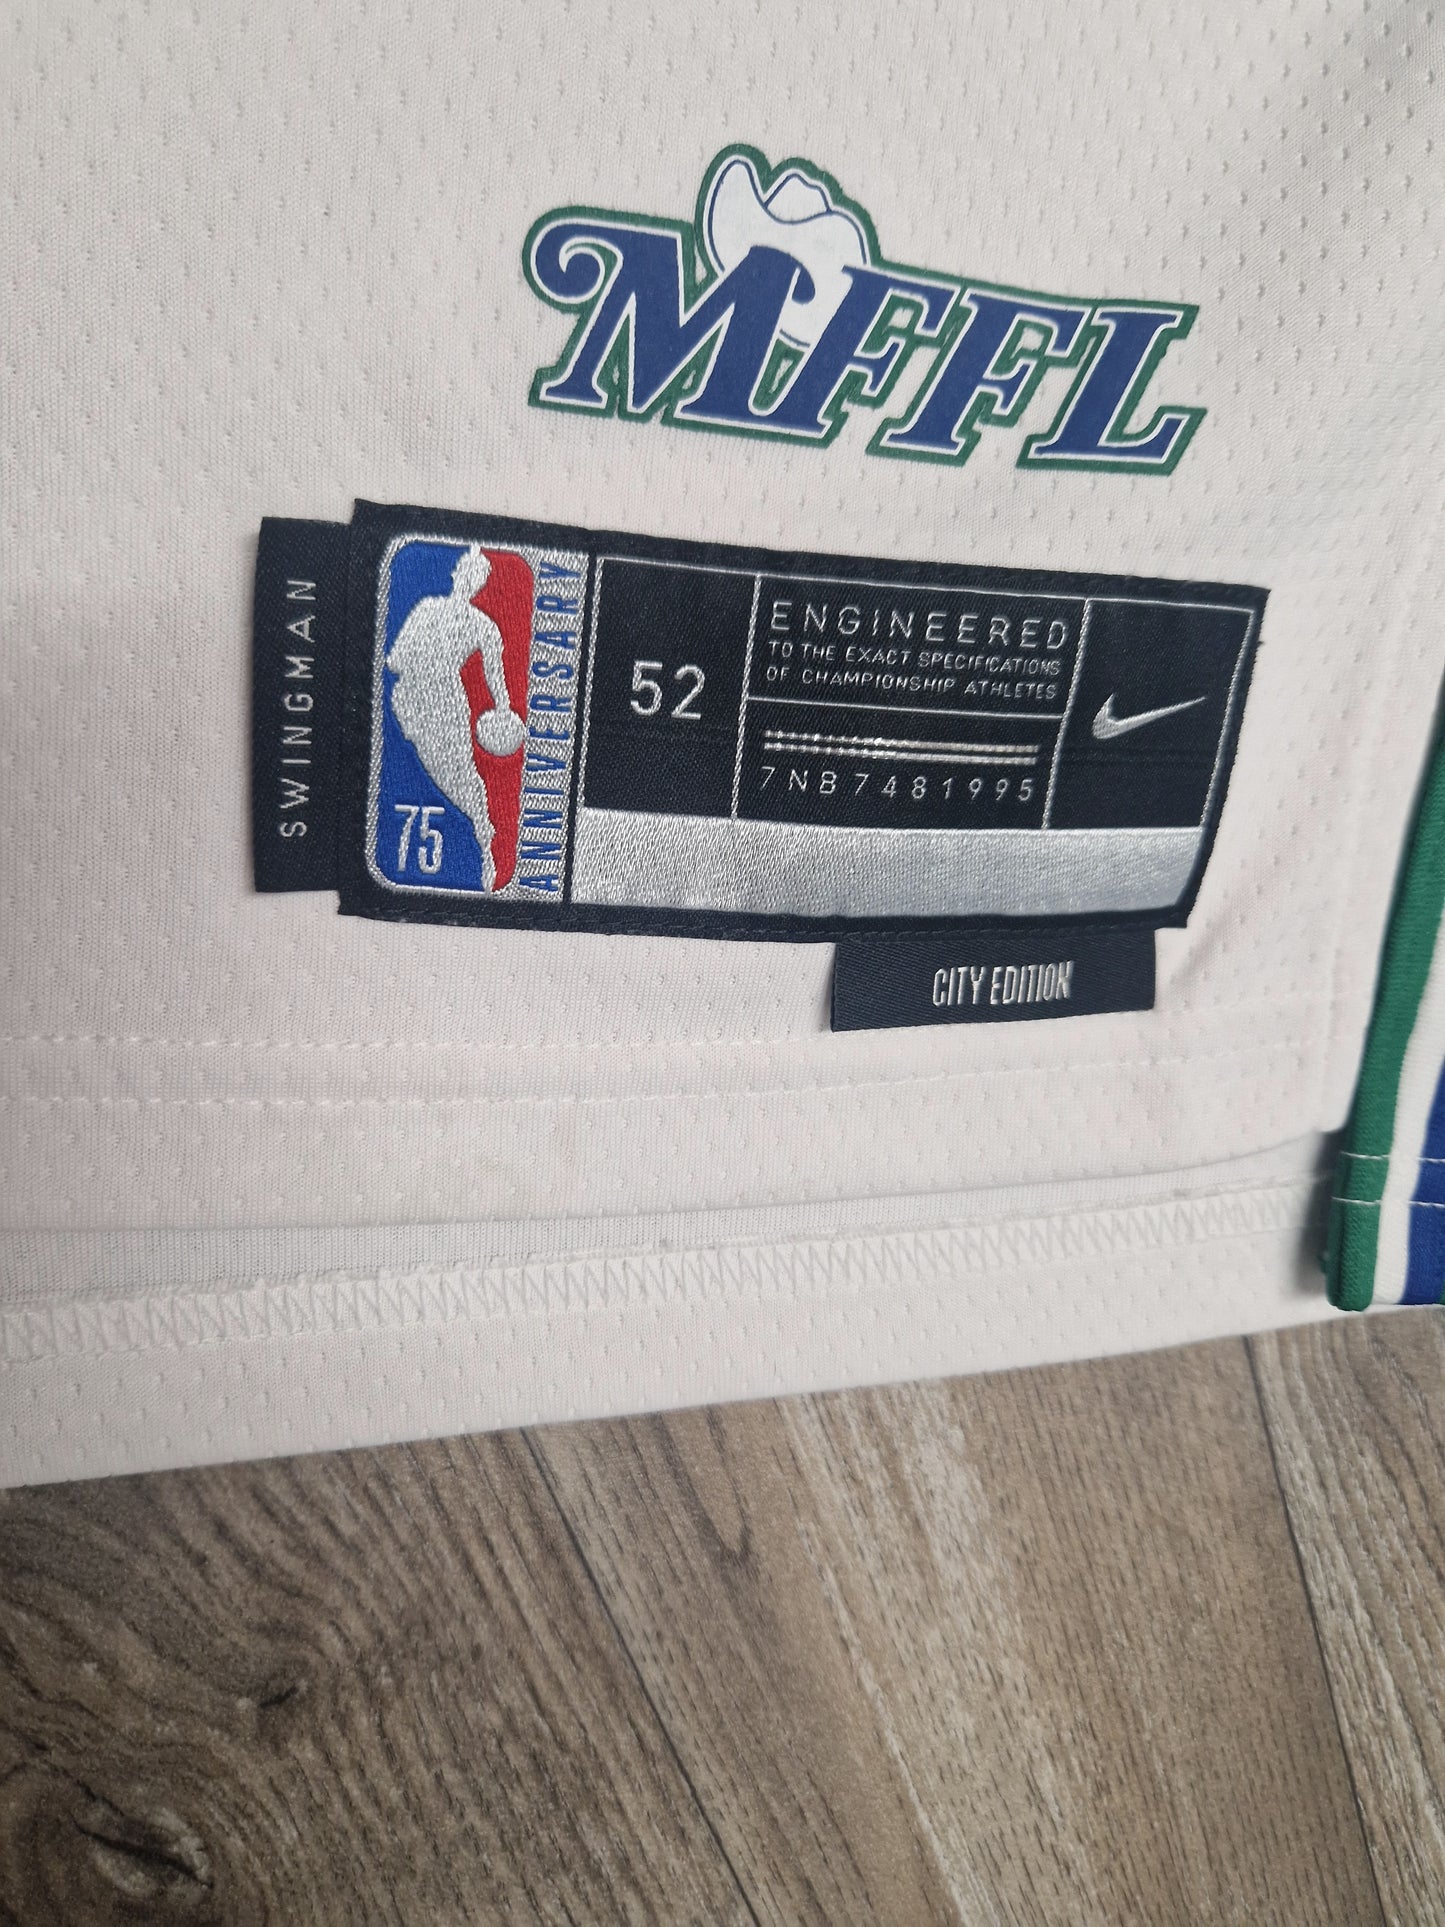 MFFL
SWINGMAN
75
ANNIVERSARY
52
ENGINEERED
TO THE EXACT SPECIFICATIONS
OF CHAMPIONSHIP ATHLETES
7NB7481995
CITY EDITION